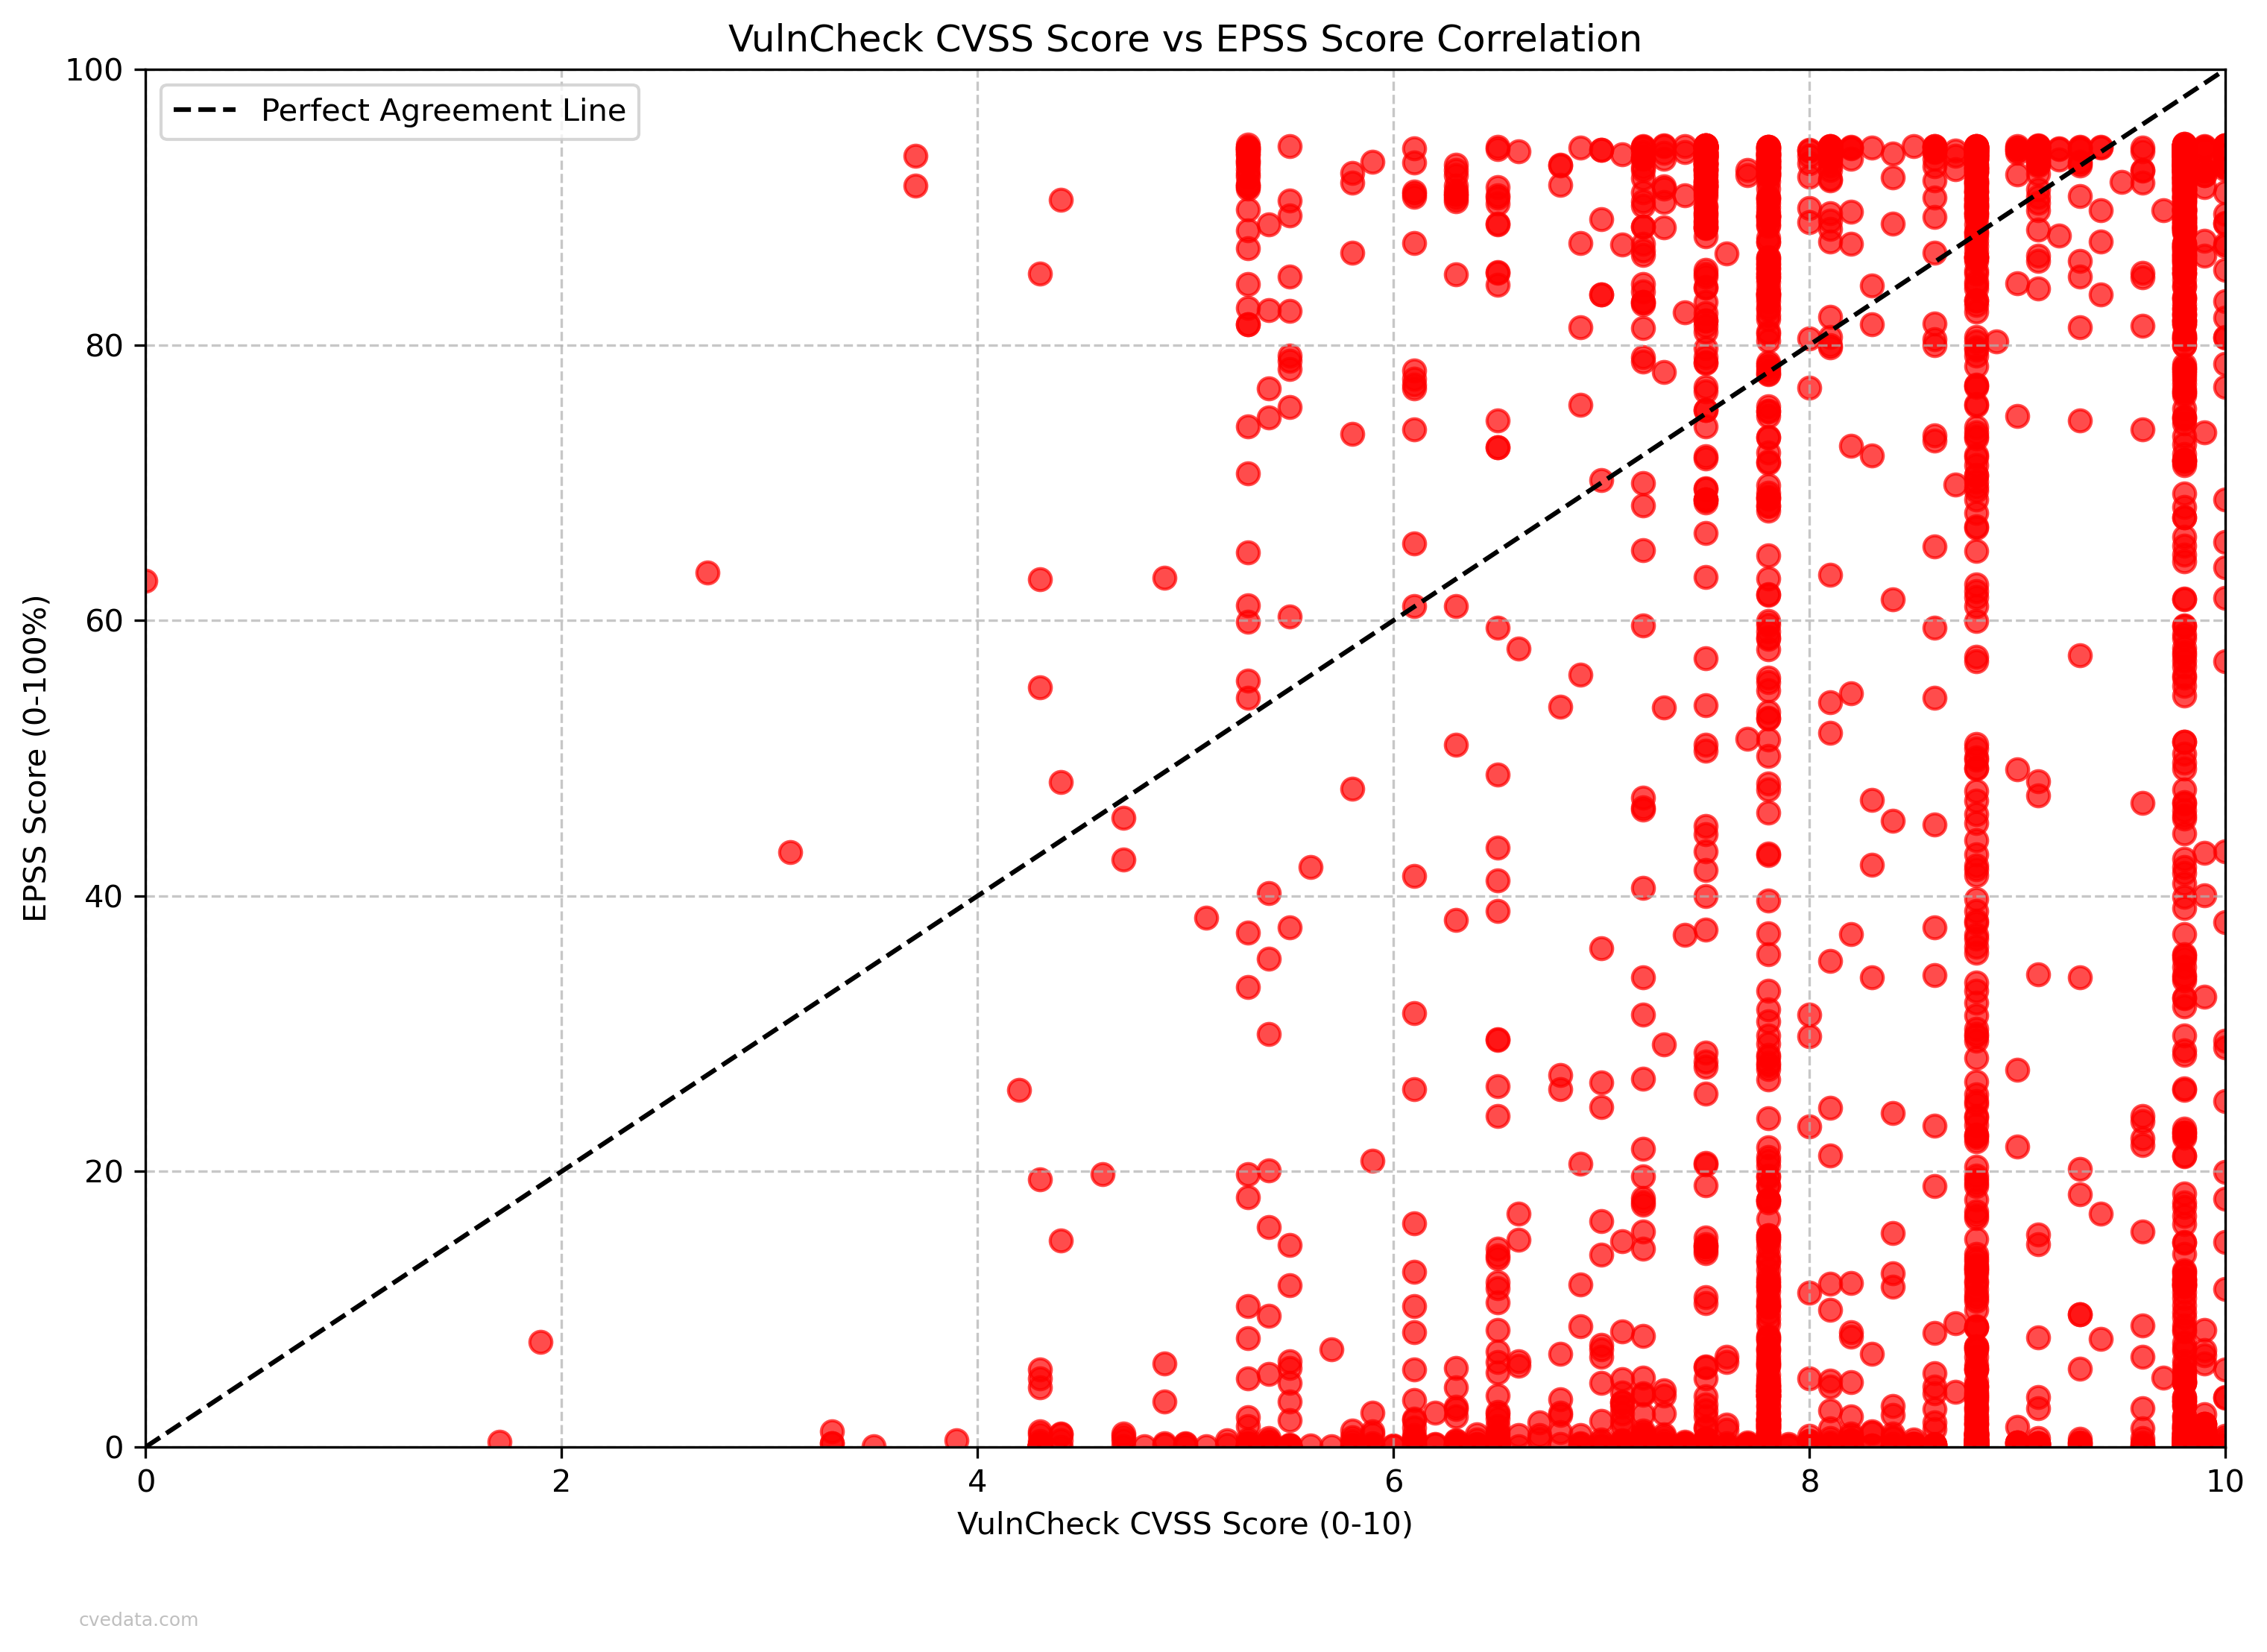 VulnCheck CVSS Score vs EPSS Score Correlation
Perfect Agreement Line
EPSS Score (0-100%)
100
80
60
40
20
0
0 2 4 6 8 10
VulnCheck CVSS Score (0-10)
cvedata.com